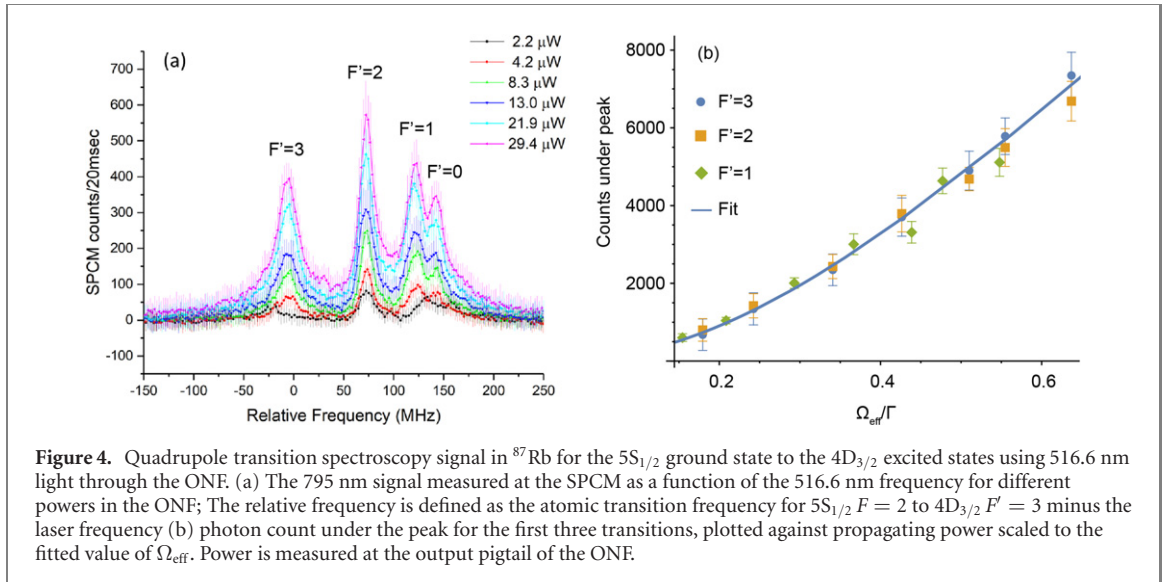 (a)
2.2 μW
4.2 μW
8.3 μW
13.0 μW
21.9 μW
29.4 μW
F'=3
F'=2
F'=1
F'=0
700
600
500
400
300
200
100
0
-100
SPCM counts/20msec
-150 -100 -50 0 50 100 150 200 250
Relative Frequency (MHz)
(b)
F'=3
F'=2
F'=1
Fit
8000
6000
4000
2000
Counts under peak
0.2 0.4 0.6
Ωeff/Γ
Figure 4. Quadrupole transition spectroscopy signal in ⁸⁷Rb for the 5S₁/₂ ground state to the 4D₃/₂ excited states using 516.6 nm
light through the ONF. (a) The 795 nm signal measured at the SPCM as a function of the 516.6 nm frequency for different
powers in the ONF; The relative frequency is defined as the atomic transition frequency for 5S₁/₂ F = 2 to 4D₃/₂ F′ = 3 minus the
laser frequency (b) photon count under the peak for the first three transitions, plotted against propagating power scaled to the
fitted value of Ωeff. Power is measured at the output pigtail of the ONF.